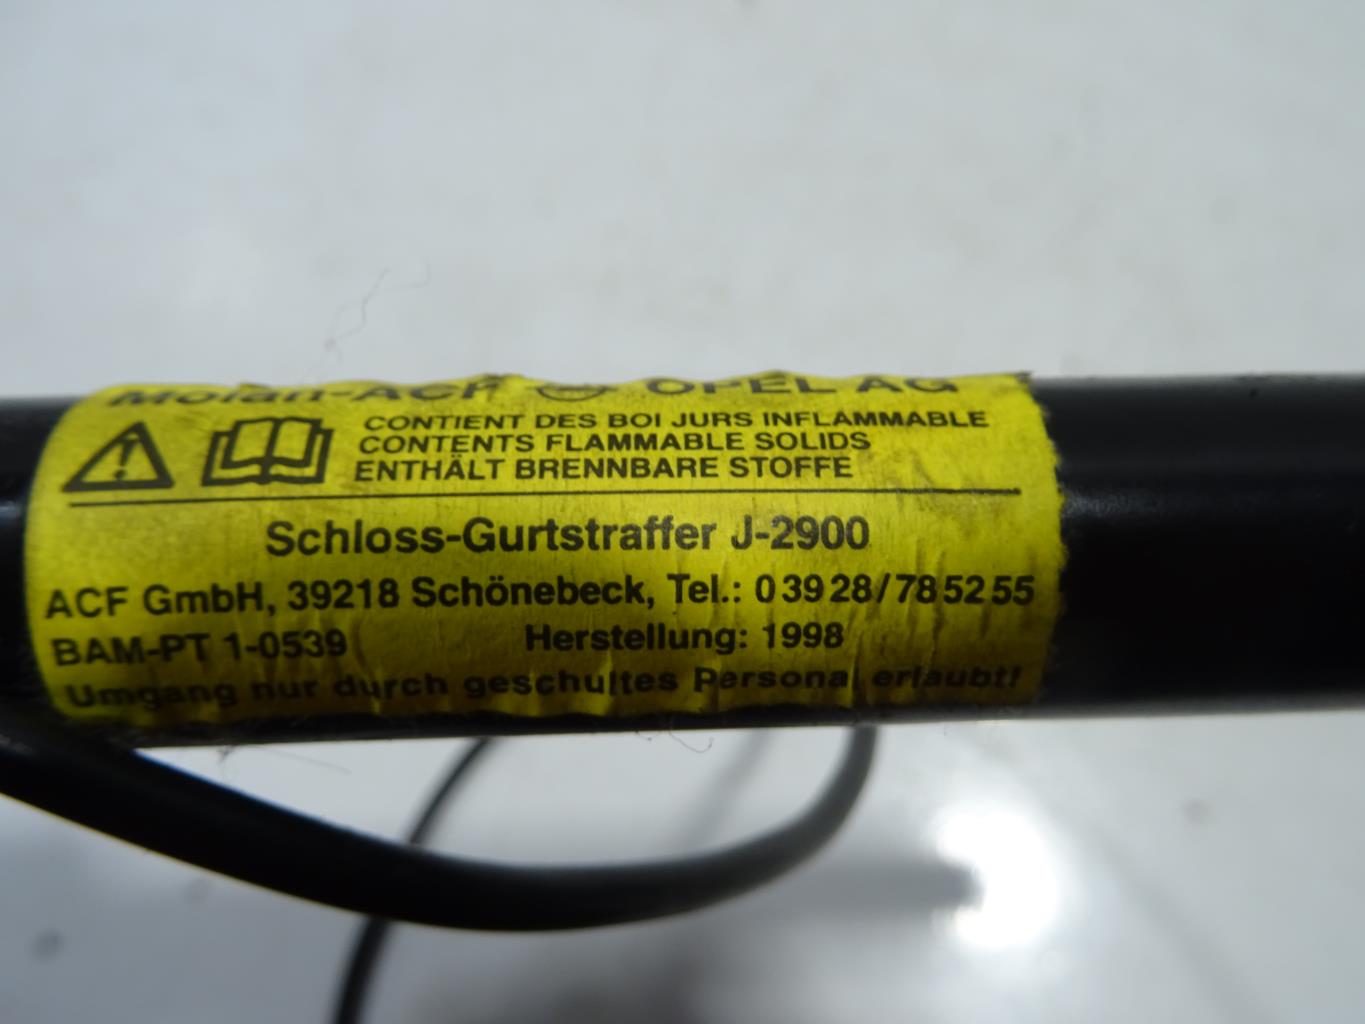 Molan-ACF OPEL AG
CONTIENT DES BOI JURS INFLAMMABLE
CONTENTS FLAMMABLE SOLIDS
ENTHÄLT BRENNBARE STOFFE
Schloss-Gurtstraffer J-2900
ACF GmbH, 39218 Schönebeck, Tel.: 03928/785255
BAM-PT 1-0539 Herstellung: 1998
Umgang nur durch geschultes Personal erlaubt!